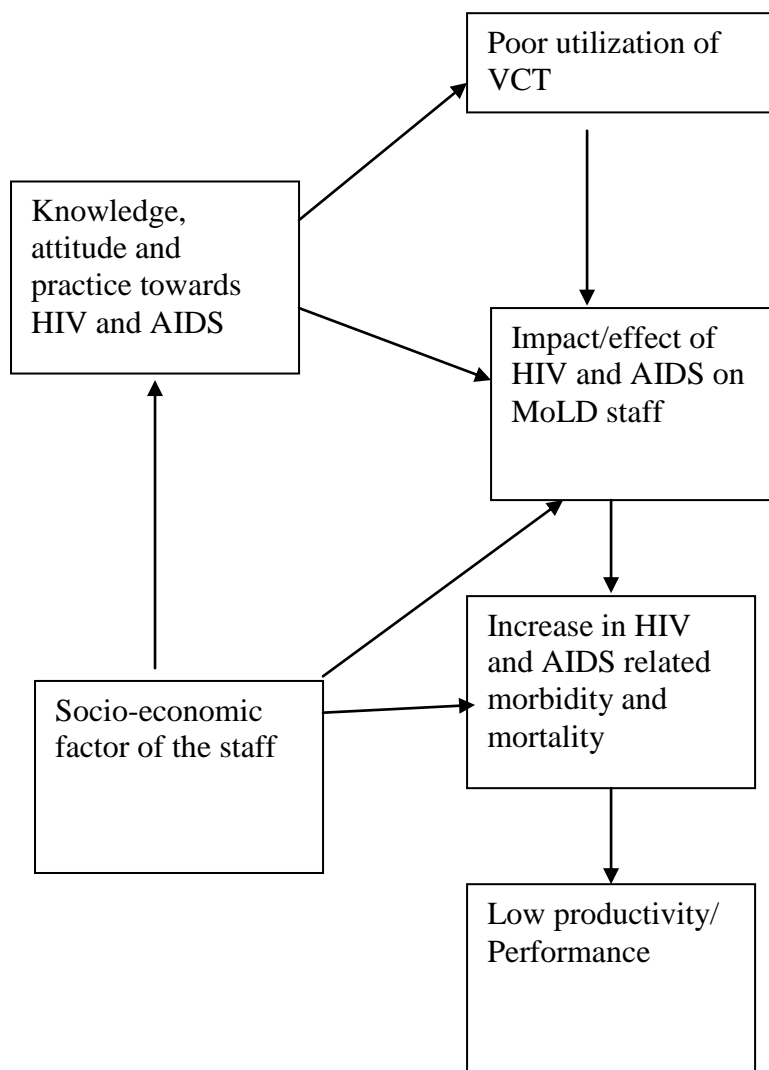 Poor utilization of
VCT
Knowledge,
attitude and
practice towards
HIV and AIDS
Impact/effect of
HIV and AIDS on
MoLD staff
Increase in HIV
and AIDS related
morbidity and
mortality
Socio-economic
factor of the staff
Low productivity/
Performance